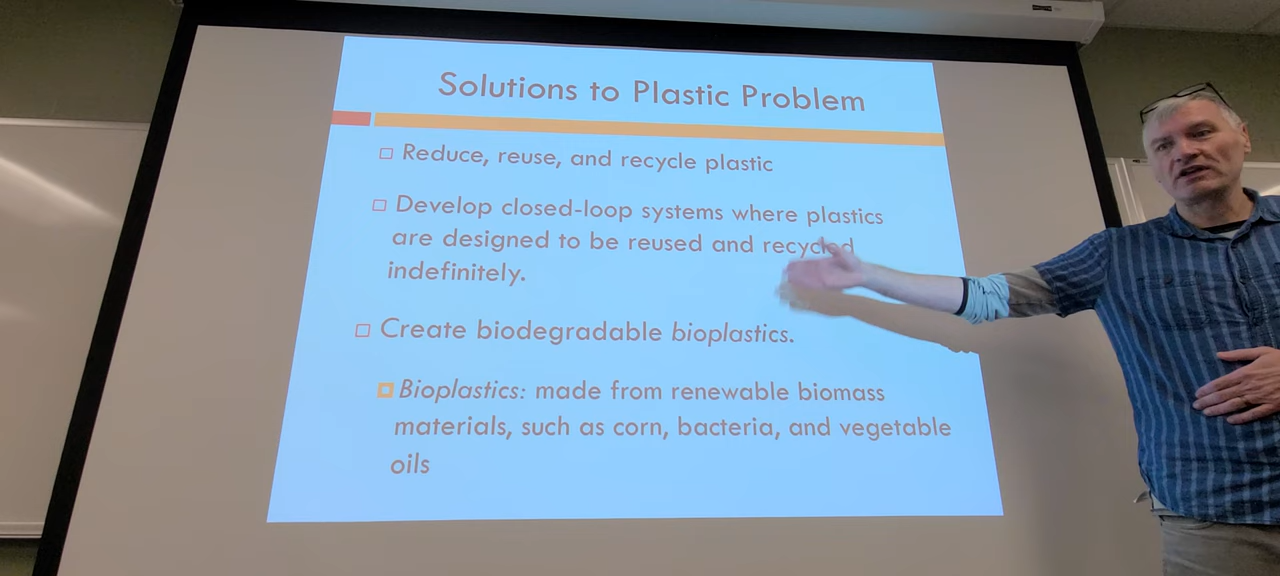 Solutions to Plastic Problem
Reduce, reuse, and recycle plastic
Develop closed-loop systems where plastics
are designed to be reused and recycled
indefinitely.
Create biodegradable bioplastics.
Bioplastics: made from renewable biomass
materials, such as corn, bacteria, and vegetable
oils